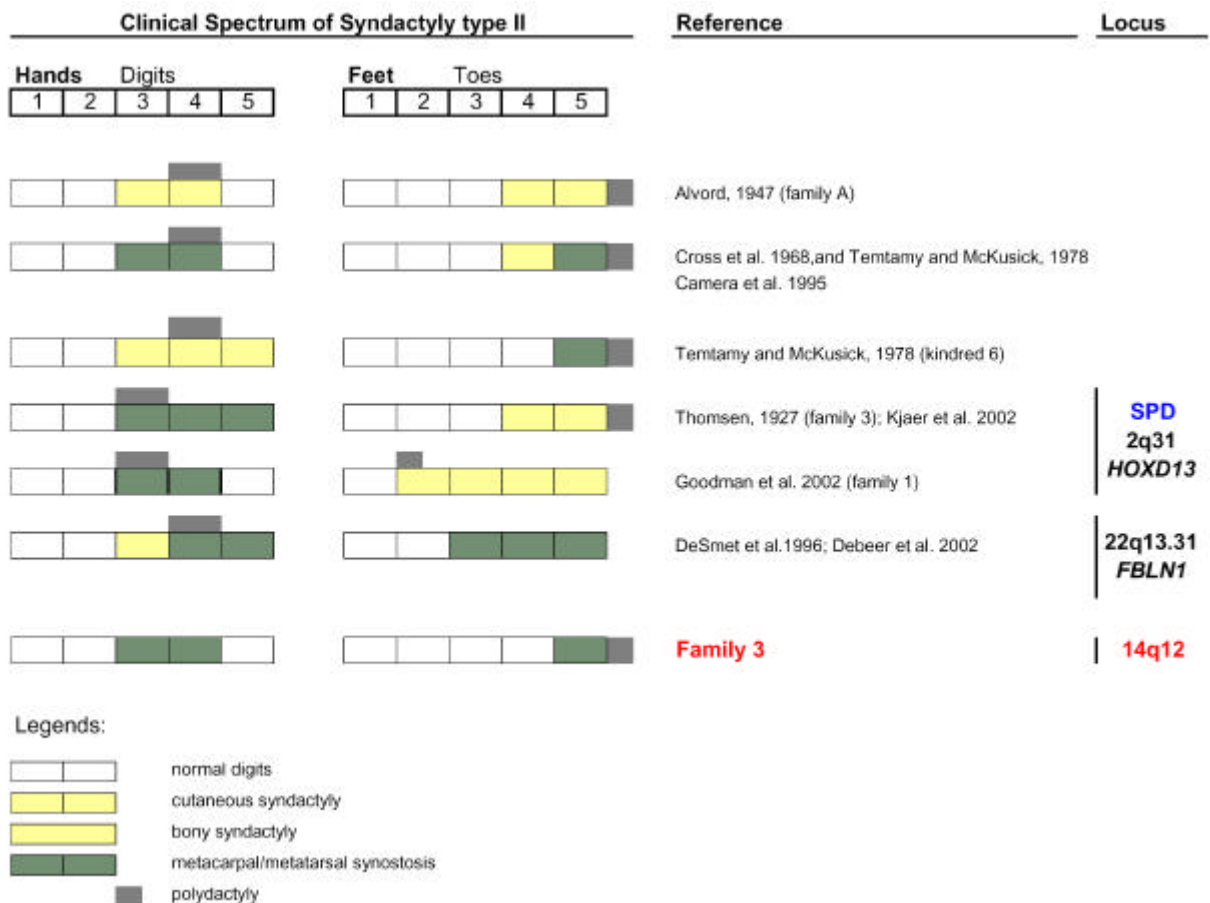 Clinical Spectrum of Syndactyly type II Reference Locus
Hands Digits Feet Toes
1 2 3 4 5 1 2 3 4 5
Alvord, 1947 (family A)
Cross et al. 1968,and Temtamy and McKusick, 1978
Camera et al. 1995
Temtamy and McKusick, 1978 (kindred 6)
Thomsen, 1927 (family 3); Kjaer et al. 2002
SPD
2q31
HOXD13
Goodman et al. 2002 (family 1)
DeSmet et al.1996; Debeer et al. 2002
22q13.31
FBLN1
Family 3 14q12
Legends:
normal digits
cutaneous syndactyly
bony syndactyly
metacarpal/metatarsal synostosis
polydactyly